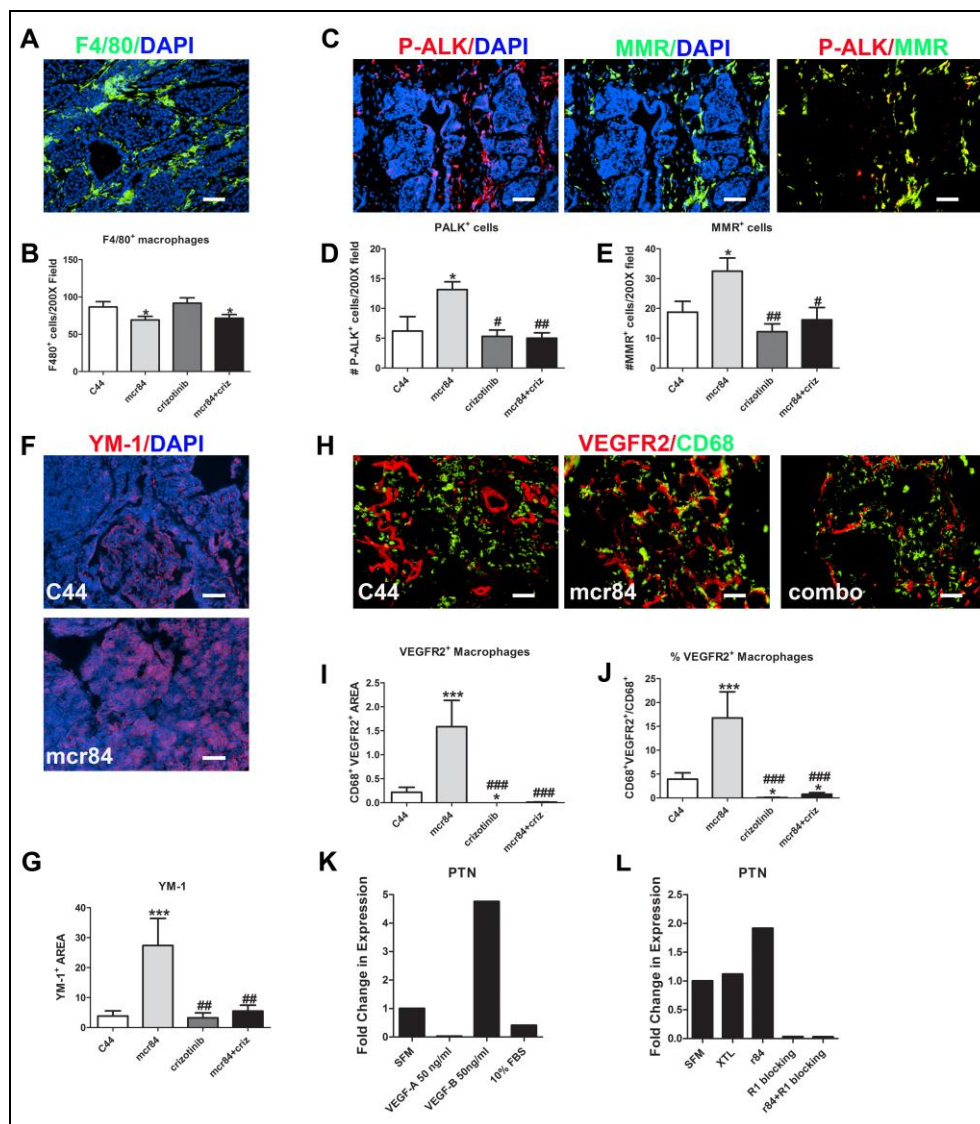 A
F4/80/DAPI
B
F4/80⁺ macrophages
F480⁺ cells/200X Field
150
100
50
0
C44
mcr84
crizotinib
mcr84+criz
*
*
C
P-ALK/DAPI
MMR/DAPI
P-ALK/MMR
D
PALK⁺ cells
# P-ALK⁺ cells/200X field
20
15
10
5
0
C44
mcr84
crizotinib
mcr84+criz
*
#
##
E
MMR⁺ cells
#MMR⁺ cells/200X field
40
30
20
10
0
C44
mcr84
crizotinib
mcr84+criz
*
##
#
F
YM-1/DAPI
C44
mcr84
H
VEGFR2/CD68
C44
mcr84
combo
I
VEGFR2⁺ Macrophages
CD68⁺ VEGFR2⁺ AREA
2.5
2.0
1.5
1.0
0.5
0.0
C44
mcr84
crizotinib
mcr84+criz
***
###
*
###
J
% VEGFR2⁺ Macrophages
CD68⁺VEGFR2⁺/CD68⁺
25
20
15
10
5
0
C44
mcr84
crizotinib
mcr84+criz
***
###
*
###
*
G
YM-1
YM-1⁺ AREA
40
30
20
10
0
C44
mcr84
crizotinib
mcr84+criz
***
##
##
K
PTN
Fold Change in Expression
5
4
3
2
1
0
SFM
VEGF-A 50 ng/ml
VEGF-B 50ng/ml
10% FBS
L
PTN
Fold Change in Expression
2.5
2.0
1.5
1.0
0.5
0.0
SFM
XTL
r84
R1 blocking
r84+R1 blocking